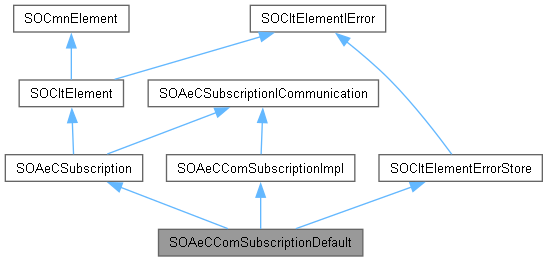 SOCmnElement
SOCltElementIError
SOCltElement
SOAeCSubscriptionICommunication
SOAeCSubscription
SOAeCComSubscriptionImpl
SOCltElementErrorStore
SOAeCComSubscriptionDefault